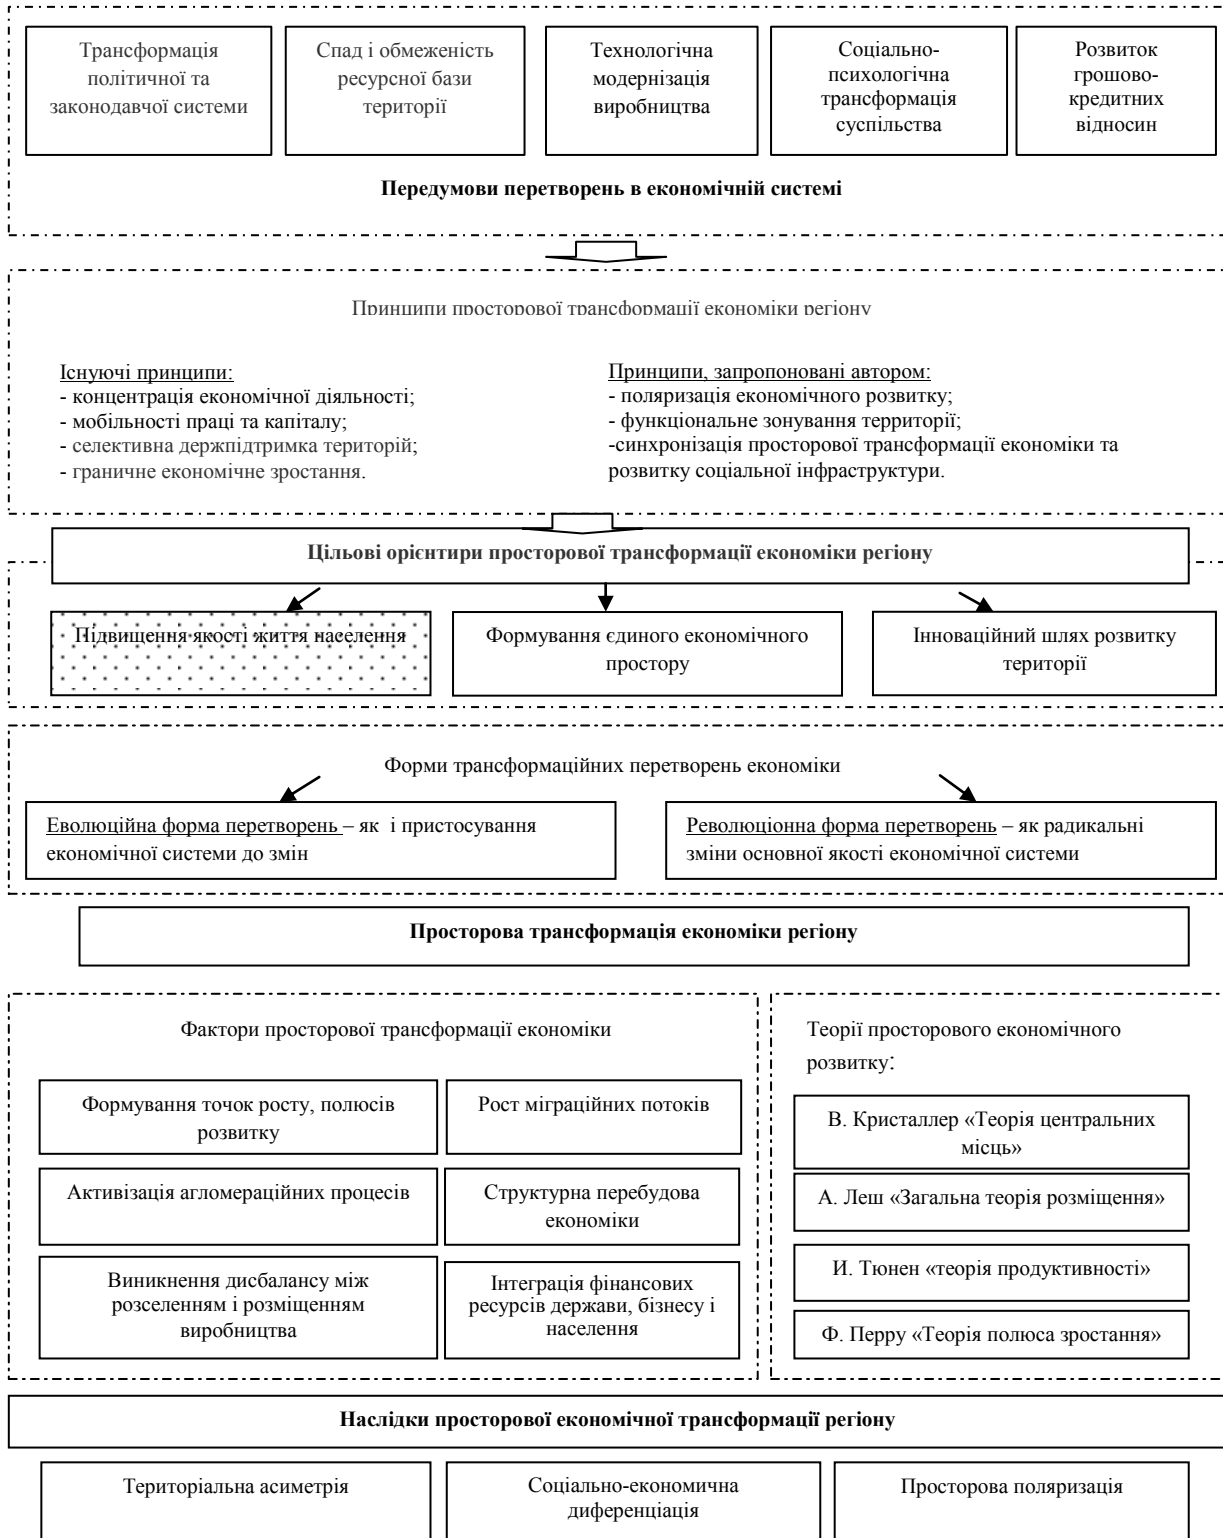 Трансформація
політичної та
законодавчої системи
Спад і обмеженість
ресурсної бази
території
Технологічна
модернізація
виробництва
Соціально-
психологічна
трансформація
суспільства
Розвиток
грошово-
кредитних
відносин
Передумови перетворень в економічній системі
Принципи просторової трансформації економіки регіону
Існуючі принципи:
- концентрація економічної діяльності;
- мобільності праці та капіталу;
- селективна держпідтримка територій;
- граничне економічне зростання.
Принципи, запропоновані автором:
- поляризація економічного розвитку;
- функціональне зонування території;
-синхронізація просторової трансформації економіки та
розвитку соціальної інфраструктури.
Цільові орієнтири просторової трансформації економіки регіону
Підвищення якості життя населення
Формування єдиного економічного
простору
Інноваційний шлях розвитку
території
Форми трансформаційних перетворень економіки
Еволюційна форма перетворень – як і пристосування
економічної системи до змін
Революціонна форма перетворень – як радикальні
зміни основної якості економічної системи
Просторова трансформація економіки регіону
Фактори просторової трансформації економіки
Формування точок росту, полюсів
розвитку
Рост міграційних потоків
Активізація агломераційних процесів
Структурна перебудова
економіки
Виникнення дисбалансу між
розселенням і розміщенням
виробництва
Інтеграція фінансових
ресурсів держави, бізнесу і
населення
Теорії просторового економічного
розвитку:
В. Кристаллер «Теорія центральних
місць»
А. Леш «Загальна теорія розміщення»
И. Тюнен «теорія продуктивності»
Ф. Перру «Теорія полюса зростання»
Наслідки просторової економічної трансформації регіону
Територіальна асиметрія
Соціально-економична
диференціація
Просторова поляризація